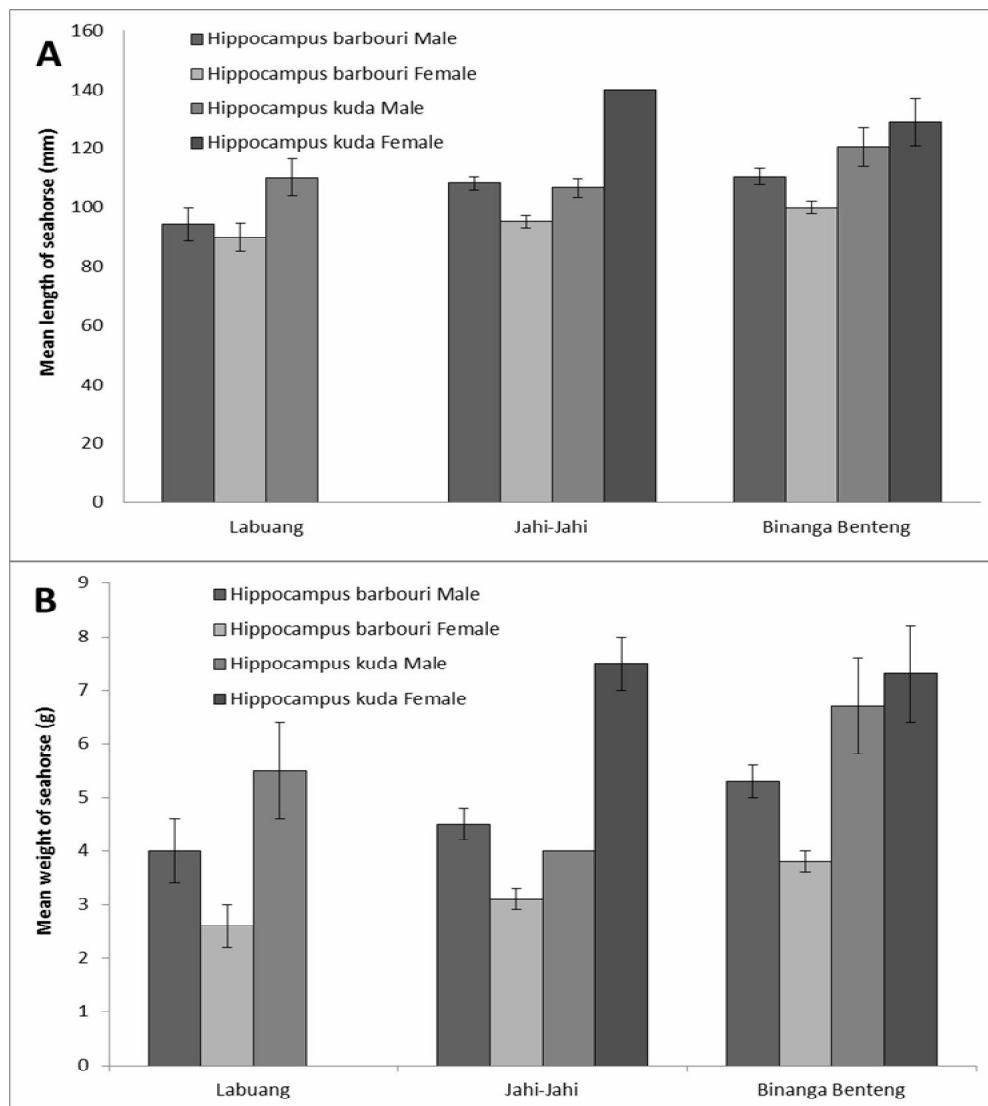 A
Mean length of seahorse (mm)
160
140
120
100
80
60
40
20
0
Hippocampus barbouri Male
Hippocampus barbouri Female
Hippocampus kuda Male
Hippocampus kuda Female
Labuang Jahi-Jahi Binanga Benteng
B
Mean weight of seahorse (g)
9
8
7
6
5
4
3
2
1
0
Hippocampus barbouri Male
Hippocampus barbouri Female
Hippocampus kuda Male
Hippocampus kuda Female
Labuang Jahi-Jahi Binanga Benteng